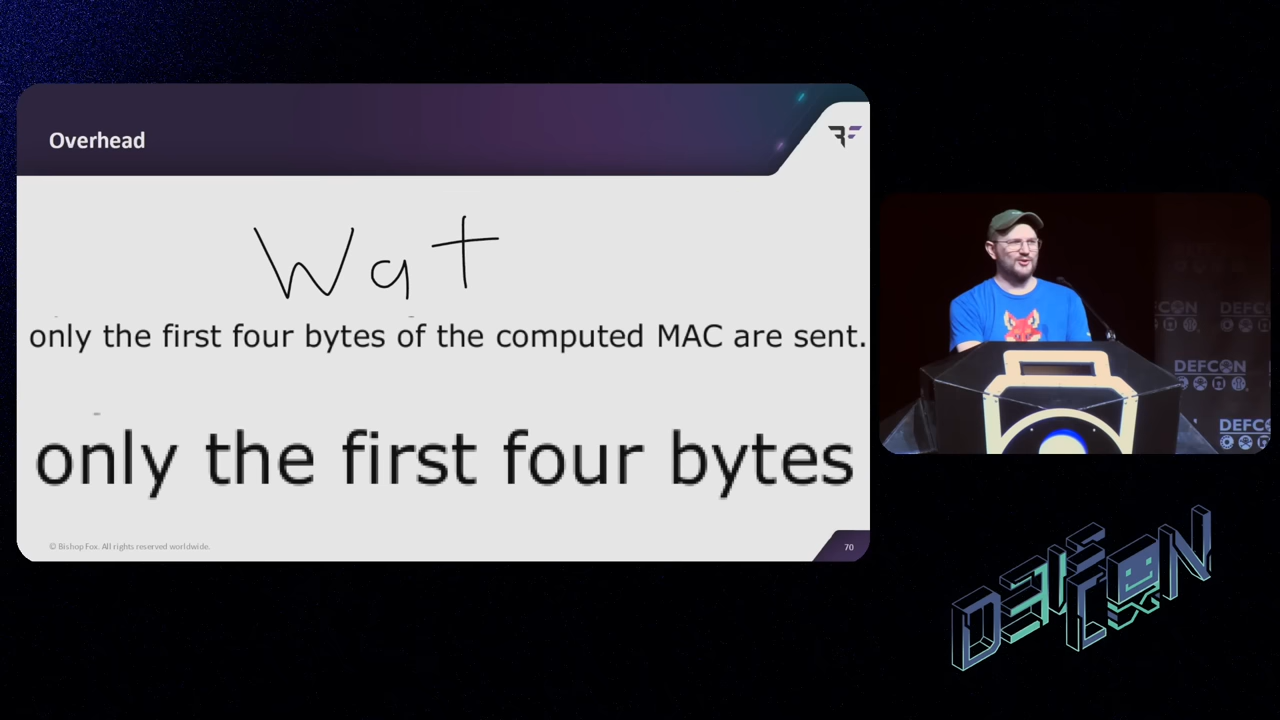 Overhead
Wat
only the first four bytes of the computed MAC are sent.
only the first four bytes
© Bishop Fox. All rights reserved worldwide.
70
DEFCON
DEFCON
DEFCON
DEFCON
DEFCON